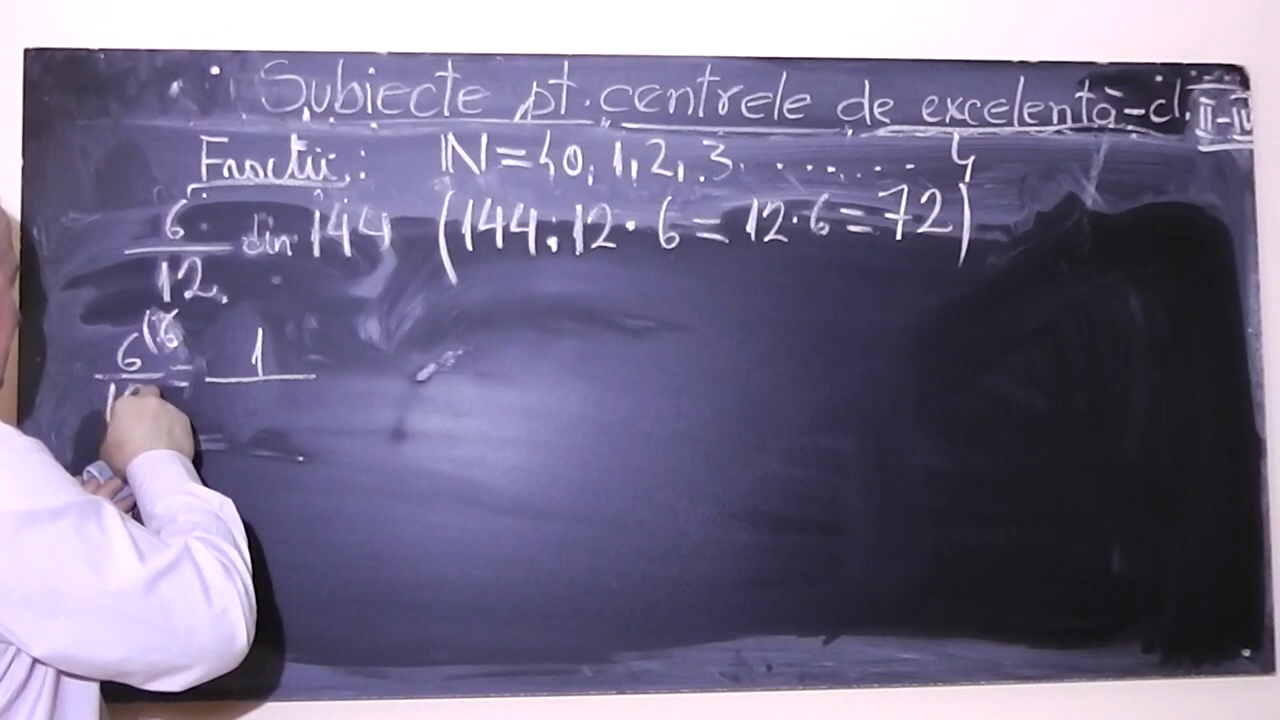 Subiecte pt. centrele de excelență-cl. II-IV
Fracții: N={0, 1, 2, 3........}
6/12 din 144 (144:12·6=12·6=72)
6(6 = 1